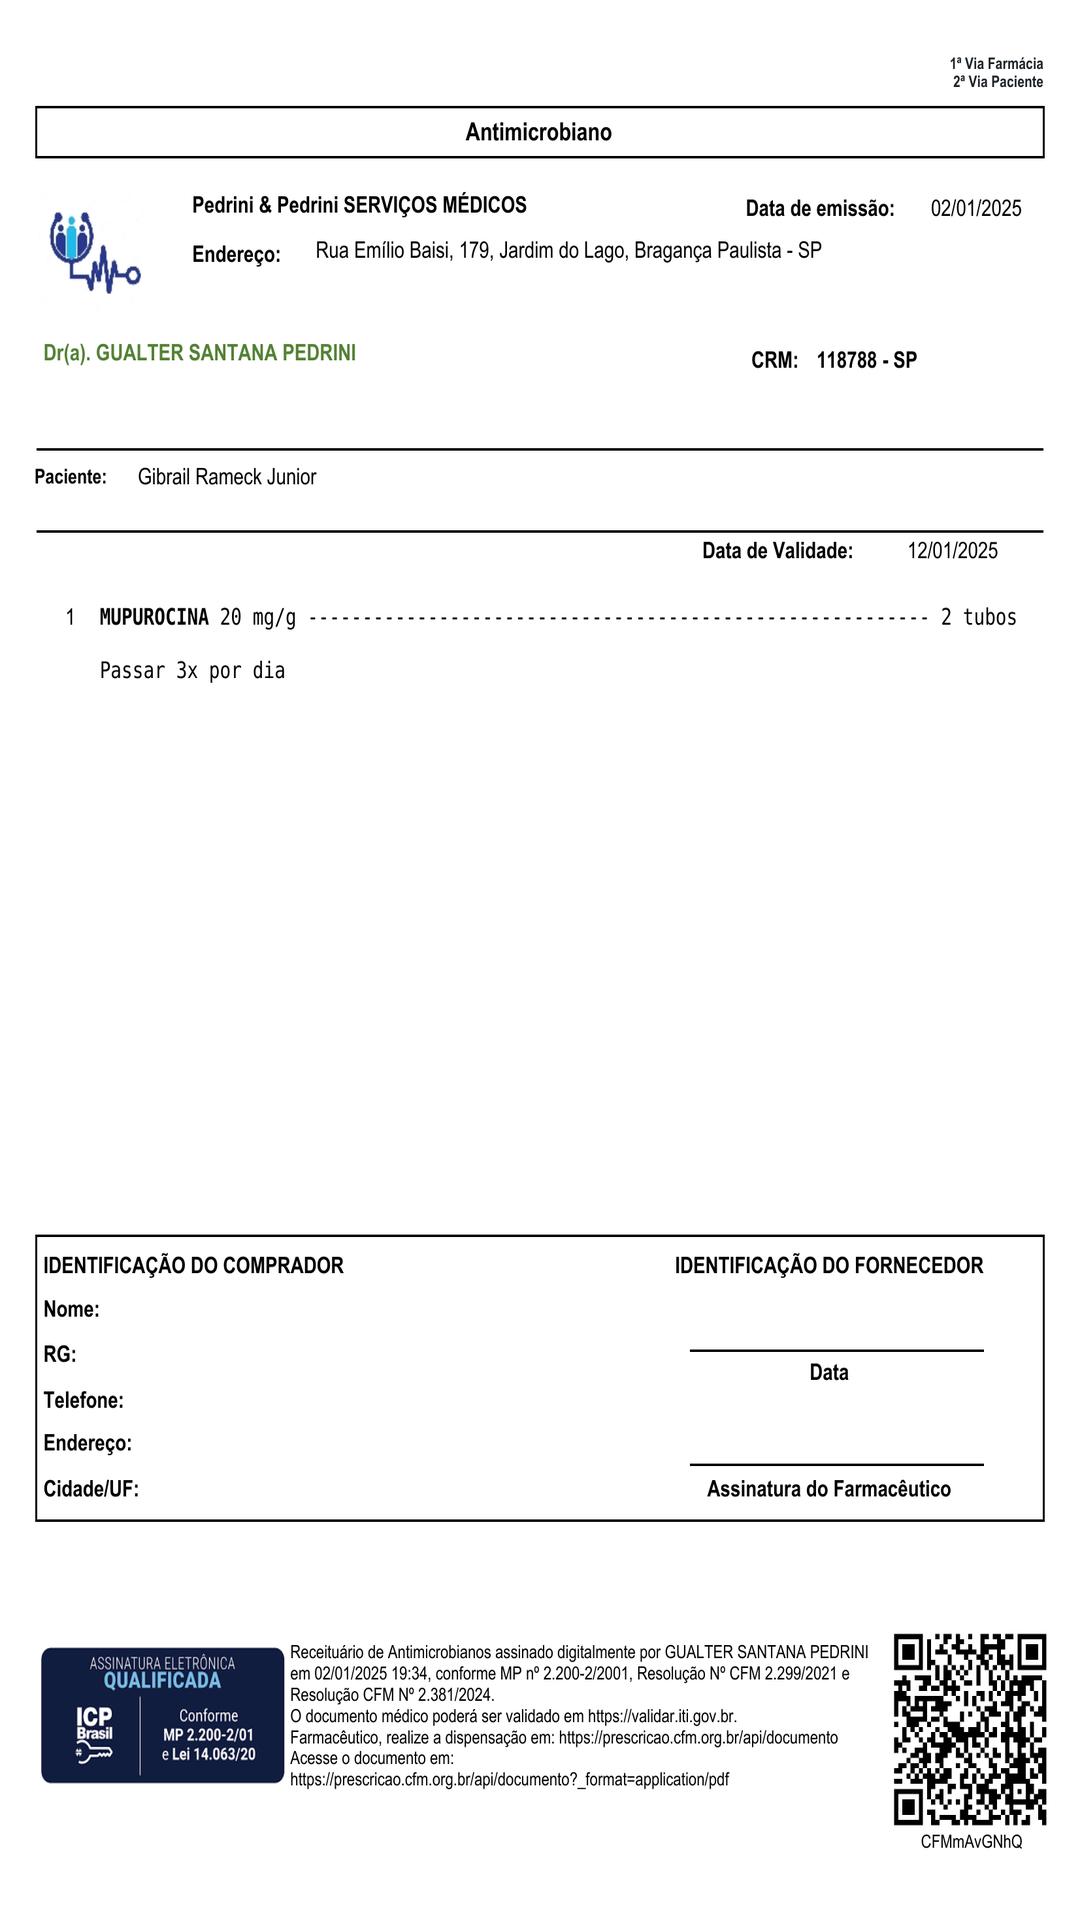 1ª Via Farmácia
2ª Via Paciente
Antimicrobiano
Pedrini & Pedrini SERVIÇOS MÉDICOS
Data de emissão: 02/01/2025
Endereço: Rua Emílio Baisi, 179, Jardim do Lago, Bragança Paulista - SP
Dr(a). GUALTER SANTANA PEDRINI
CRM: 118788 - SP
Paciente: Gibrail Rameck Junior
Data de Validade: 12/01/2025
1 MUPUROCINA 20 mg/g --------------------------------------------------------- 2 tubos
Passar 3x por dia
IDENTIFICAÇÃO DO COMPRADOR
Nome:
RG:
Telefone:
Endereço:
Cidade/UF:
IDENTIFICAÇÃO DO FORNECEDOR
Data
Assinatura do Farmacêutico
ASSINATURA ELETRÔNICA
QUALIFICADA
ICP
Brasil
Conforme
MP 2.200-2/01
e Lei 14.063/20
Receituário de Antimicrobianos assinado digitalmente por GUALTER SANTANA PEDRINI
em 02/01/2025 19:34, conforme MP nº 2.200-2/2001, Resolução Nº CFM 2.299/2021 e
Resolução CFM Nº 2.381/2024.
O documento médico poderá ser validado em https://validar.iti.gov.br.
Farmacêutico, realize a dispensação em: https://prescricao.cfm.org.br/api/documento
Acesse o documento em:
https://prescricao.cfm.org.br/api/documento?_format=application/pdf
CFMmAvGNhQ